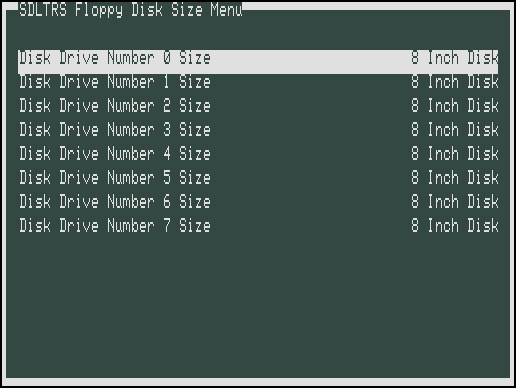 SDLTRS Floppy Disk Size Menu
Disk Drive Number 0 Size 8 Inch Disk
Disk Drive Number 1 Size 8 Inch Disk
Disk Drive Number 2 Size 8 Inch Disk
Disk Drive Number 3 Size 8 Inch Disk
Disk Drive Number 4 Size 8 Inch Disk
Disk Drive Number 5 Size 8 Inch Disk
Disk Drive Number 6 Size 8 Inch Disk
Disk Drive Number 7 Size 8 Inch Disk